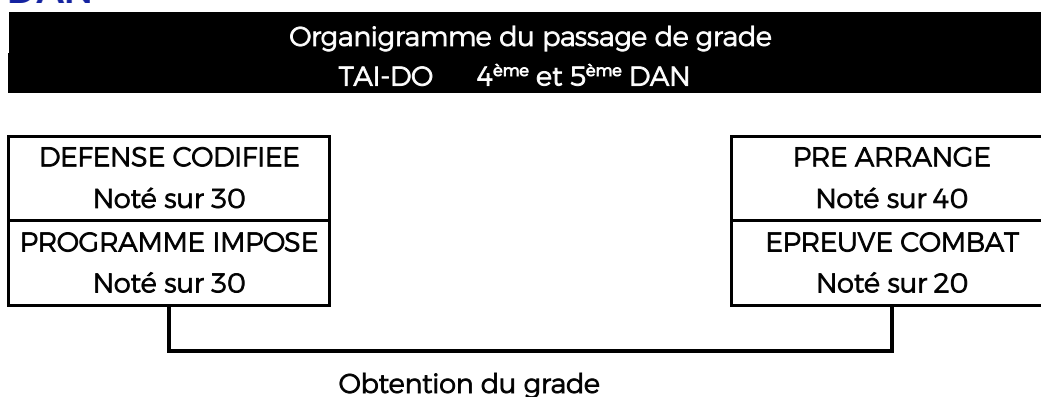 DAN
Organigramme du passage de grade
TAI-DO 4ème et 5ème DAN
DEFENSE CODIFIEE
Noté sur 30
PROGRAMME IMPOSE
Noté sur 30
PRE ARRANGE
Noté sur 40
EPREUVE COMBAT
Noté sur 20
Obtention du grade